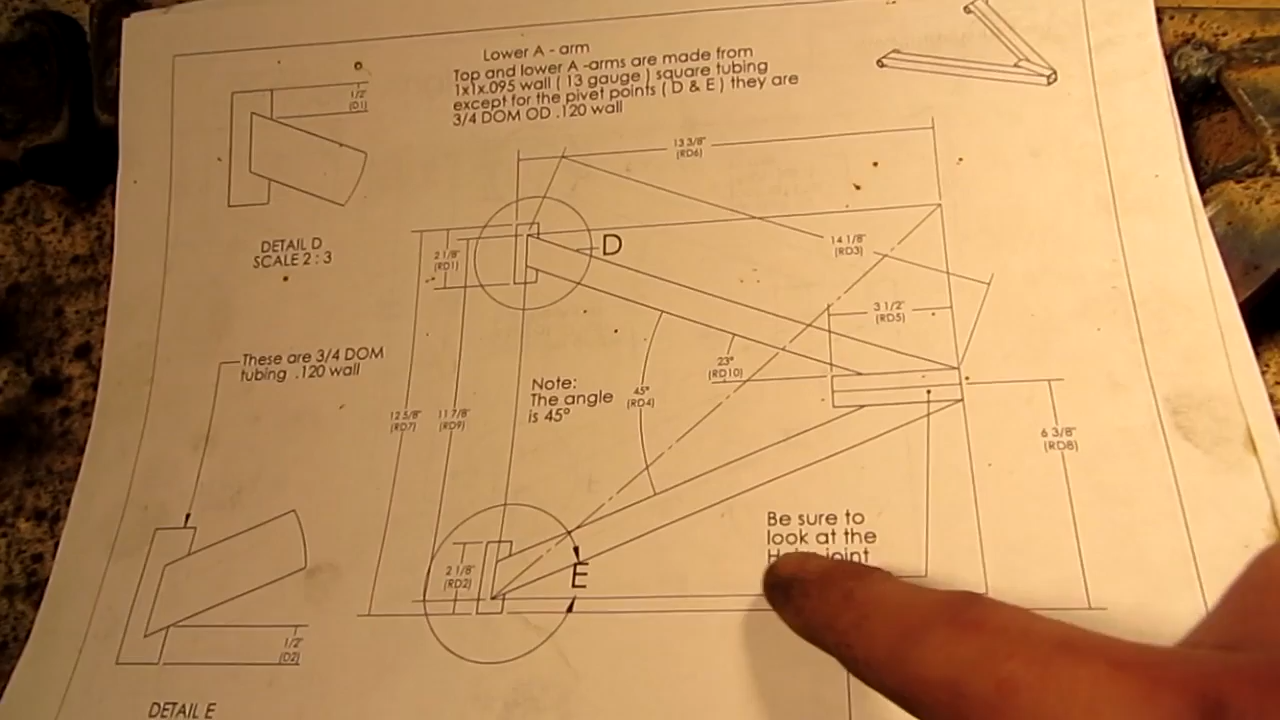 Lower A - arm
Top and lower A -arms are made from
1x1x.095 wall ( 13 gauge ) square tubing
except for the pivet points ( D & E ) they are
3/4 DOM OD .120 wall
1/2"
(D1)
13 3/8"
(RD6)
DETAIL D
SCALE 2 : 3
2 1/8"
(RD1)
D
14 1/8"
(RD3)
3 1/2"
(RD5)
These are 3/4 DOM
tubing .120 wall
23°
(RD10)
Note:
The angle
is 45°
45°
(RD4)
12 5/8"
(RD7)
11 7/8"
(RD9)
6 3/8"
(RD8)
Be sure to
look at the
joint
2 1/8"
(RD2)
E
1/2"
(D2)
DETAIL E